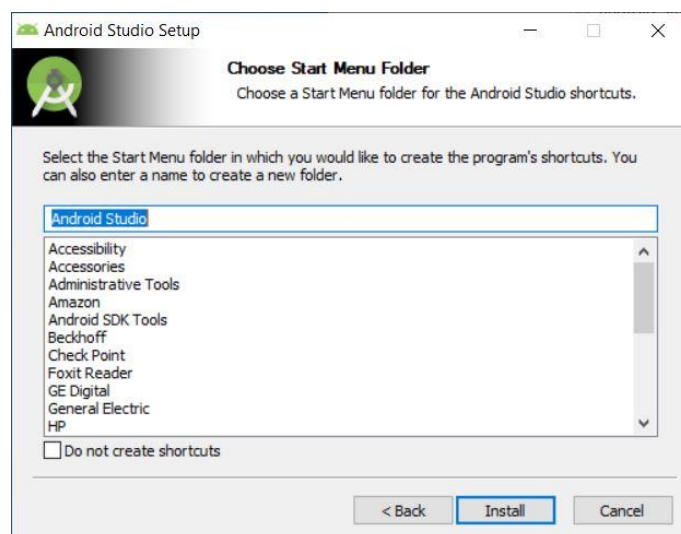 Android Studio Setup
Choose Start Menu Folder
Choose a Start Menu folder for the Android Studio shortcuts.
Select the Start Menu folder in which you would like to create the program's shortcuts. You
can also enter a name to create a new folder.
Android Studio
Accessibility
Accessories
Administrative Tools
Amazon
Android SDK Tools
Beckhoff
Check Point
Foxit Reader
GE Digital
General Electric
HP
Do not create shortcuts
< Back Install Cancel